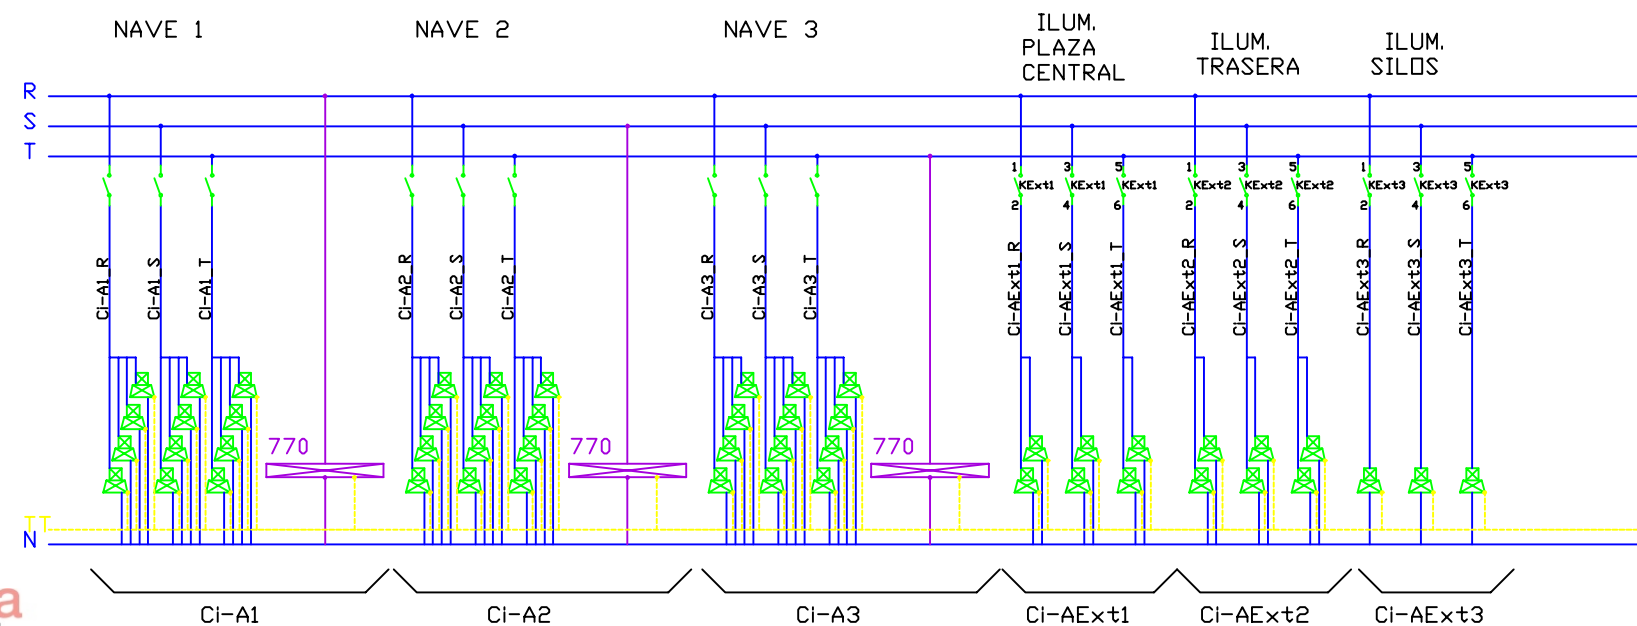 NAVE 1
NAVE 2
NAVE 3
ILUM.
PLAZA
CENTRAL
ILUM.
TRASERA
ILUM.
SILOS
R
S
T
1 3 5 1 3 5 1 3 5
KExt1 KExt1 KExt1 KExt2 KExt2 KExt2 KExt3 KExt3 KExt3
2 4 6 2 4 6 2 4 6
Ci-A1_R
Ci-A1_S
Ci-A1_T
Ci-A2_R
Ci-A2_S
Ci-A2_T
Ci-A3_R
Ci-A3_S
Ci-A3_T
Ci-AExt1_R
Ci-AExt1_S
Ci-AExt1_T
Ci-AExt2_R
Ci-AExt2_S
Ci-AExt2_T
Ci-AExt3_R
Ci-AExt3_S
Ci-AExt3_T
770
770
770
TT
N
Ci-A1
Ci-A2
Ci-A3
Ci-AExt1
Ci-AExt2
Ci-AExt3
a